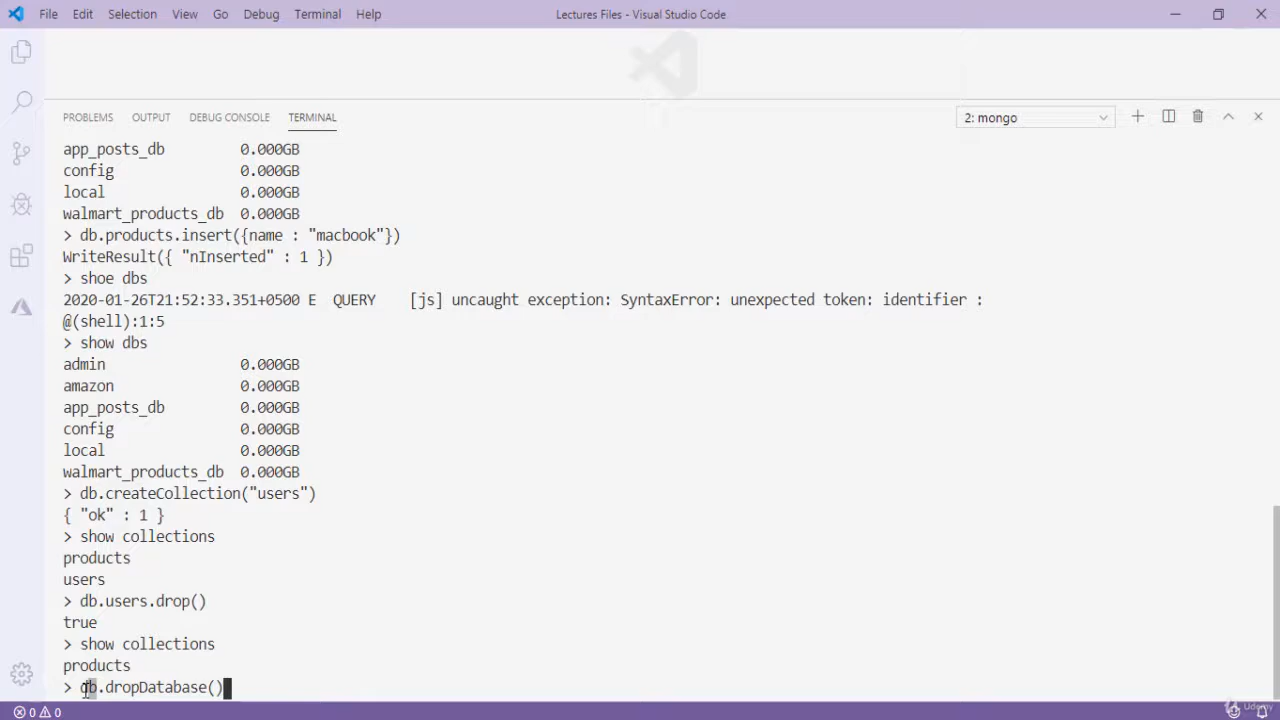 File Edit Selection View Go Debug Terminal Help Lectures Files - Visual Studio Code
PROBLEMS OUTPUT DEBUG CONSOLE TERMINAL 2: mongo
app_posts_db 0.000GB
config 0.000GB
local 0.000GB
walmart_products_db 0.000GB
> db.products.insert({name : "macbook"})
WriteResult({ "nInserted" : 1 })
> shoe dbs
2020-01-26T21:52:33.351+0500 E QUERY [js] uncaught exception: SyntaxError: unexpected token: identifier :
@(shell):1:5
> show dbs
admin 0.000GB
amazon 0.000GB
app_posts_db 0.000GB
config 0.000GB
local 0.000GB
walmart_products_db 0.000GB
> db.createCollection("users")
{ "ok" : 1 }
> show collections
products
users
> db.users.drop()
true
> show collections
products
> db.dropDatabase()
0 0 Udemy